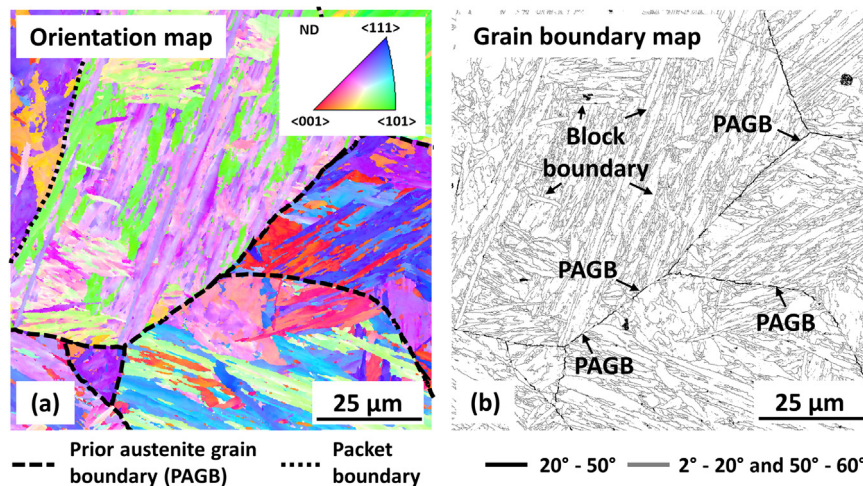 Orientation map
ND
<111>
<001>
<101>
(a)
25 μm
Prior austenite grain
boundary (PAGB)
Packet
boundary
Grain boundary map
PAGB
Block
boundary
PAGB
PAGB
PAGB
(b)
25 μm
20° - 50°
2° - 20° and 50° - 60°